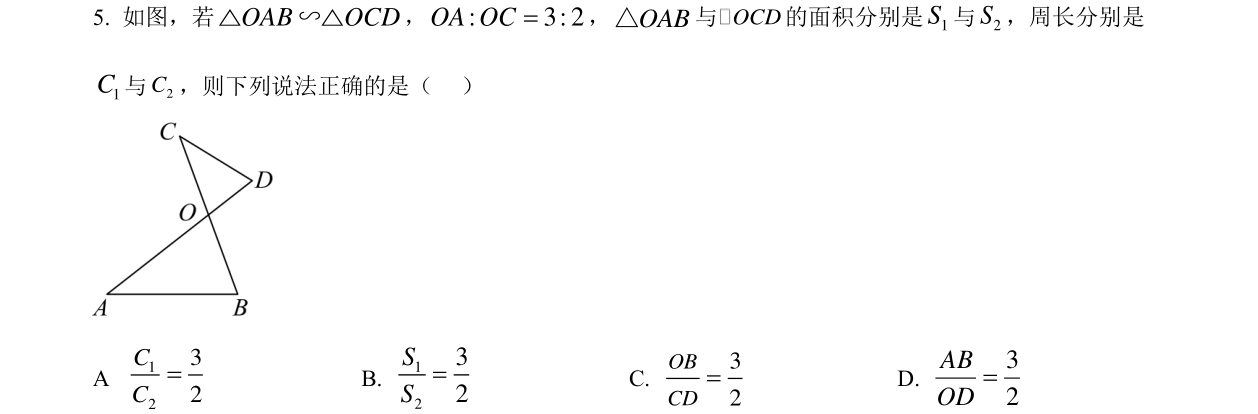 5. 如图，若△OAB∽△OCD，OA:OC=3:2，△OAB与□OCD的面积分别是S₁与S₂，周长分别是
C₁与C₂，则下列说法正确的是（ ）
C
D
O
A
B
A C₁/C₂=3/2 B. S₁/S₂=3/2 C. OB/CD=3/2 D. AB/OD=3/2